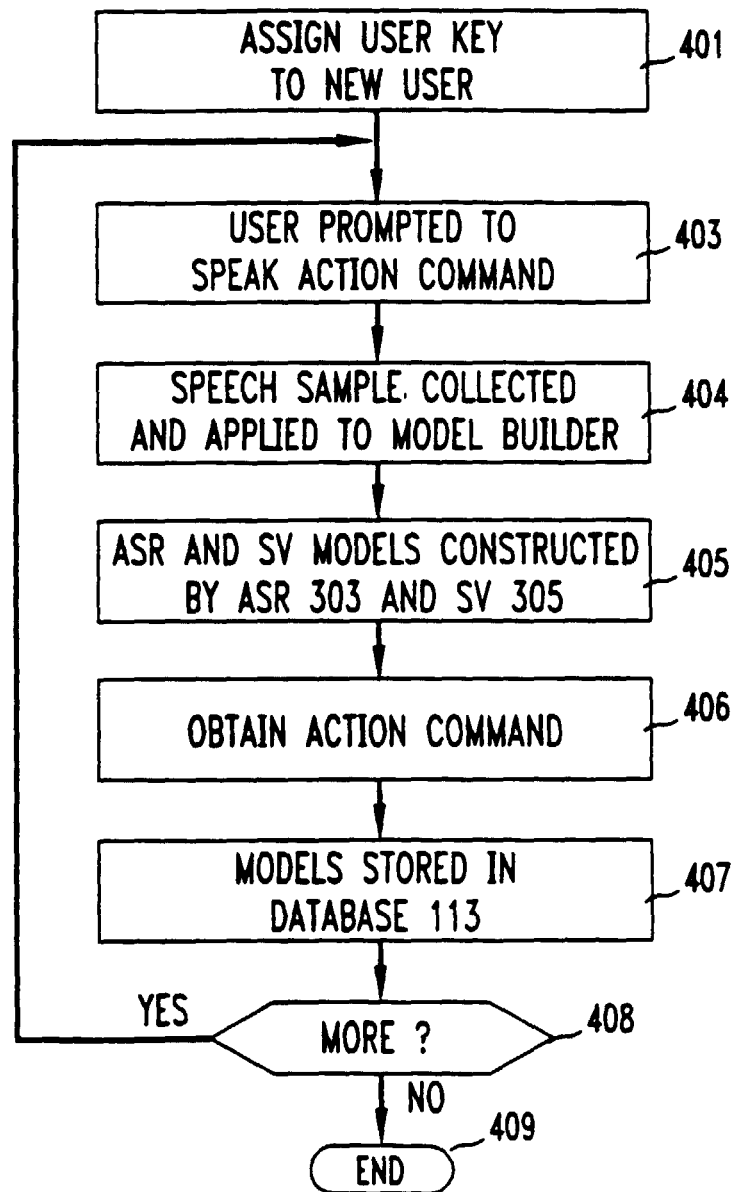 ASSIGN USER KEY
TO NEW USER
401
USER PROMPTED TO
SPEAK ACTION COMMAND
403
SPEECH SAMPLE COLLECTED
AND APPLIED TO MODEL BUILDER
404
ASR AND SV MODELS CONSTRUCTED
BY ASR 303 AND SV 305
405
OBTAIN ACTION COMMAND
406
MODELS STORED IN
DATABASE 113
407
YES
MORE ?
408
NO
END
409